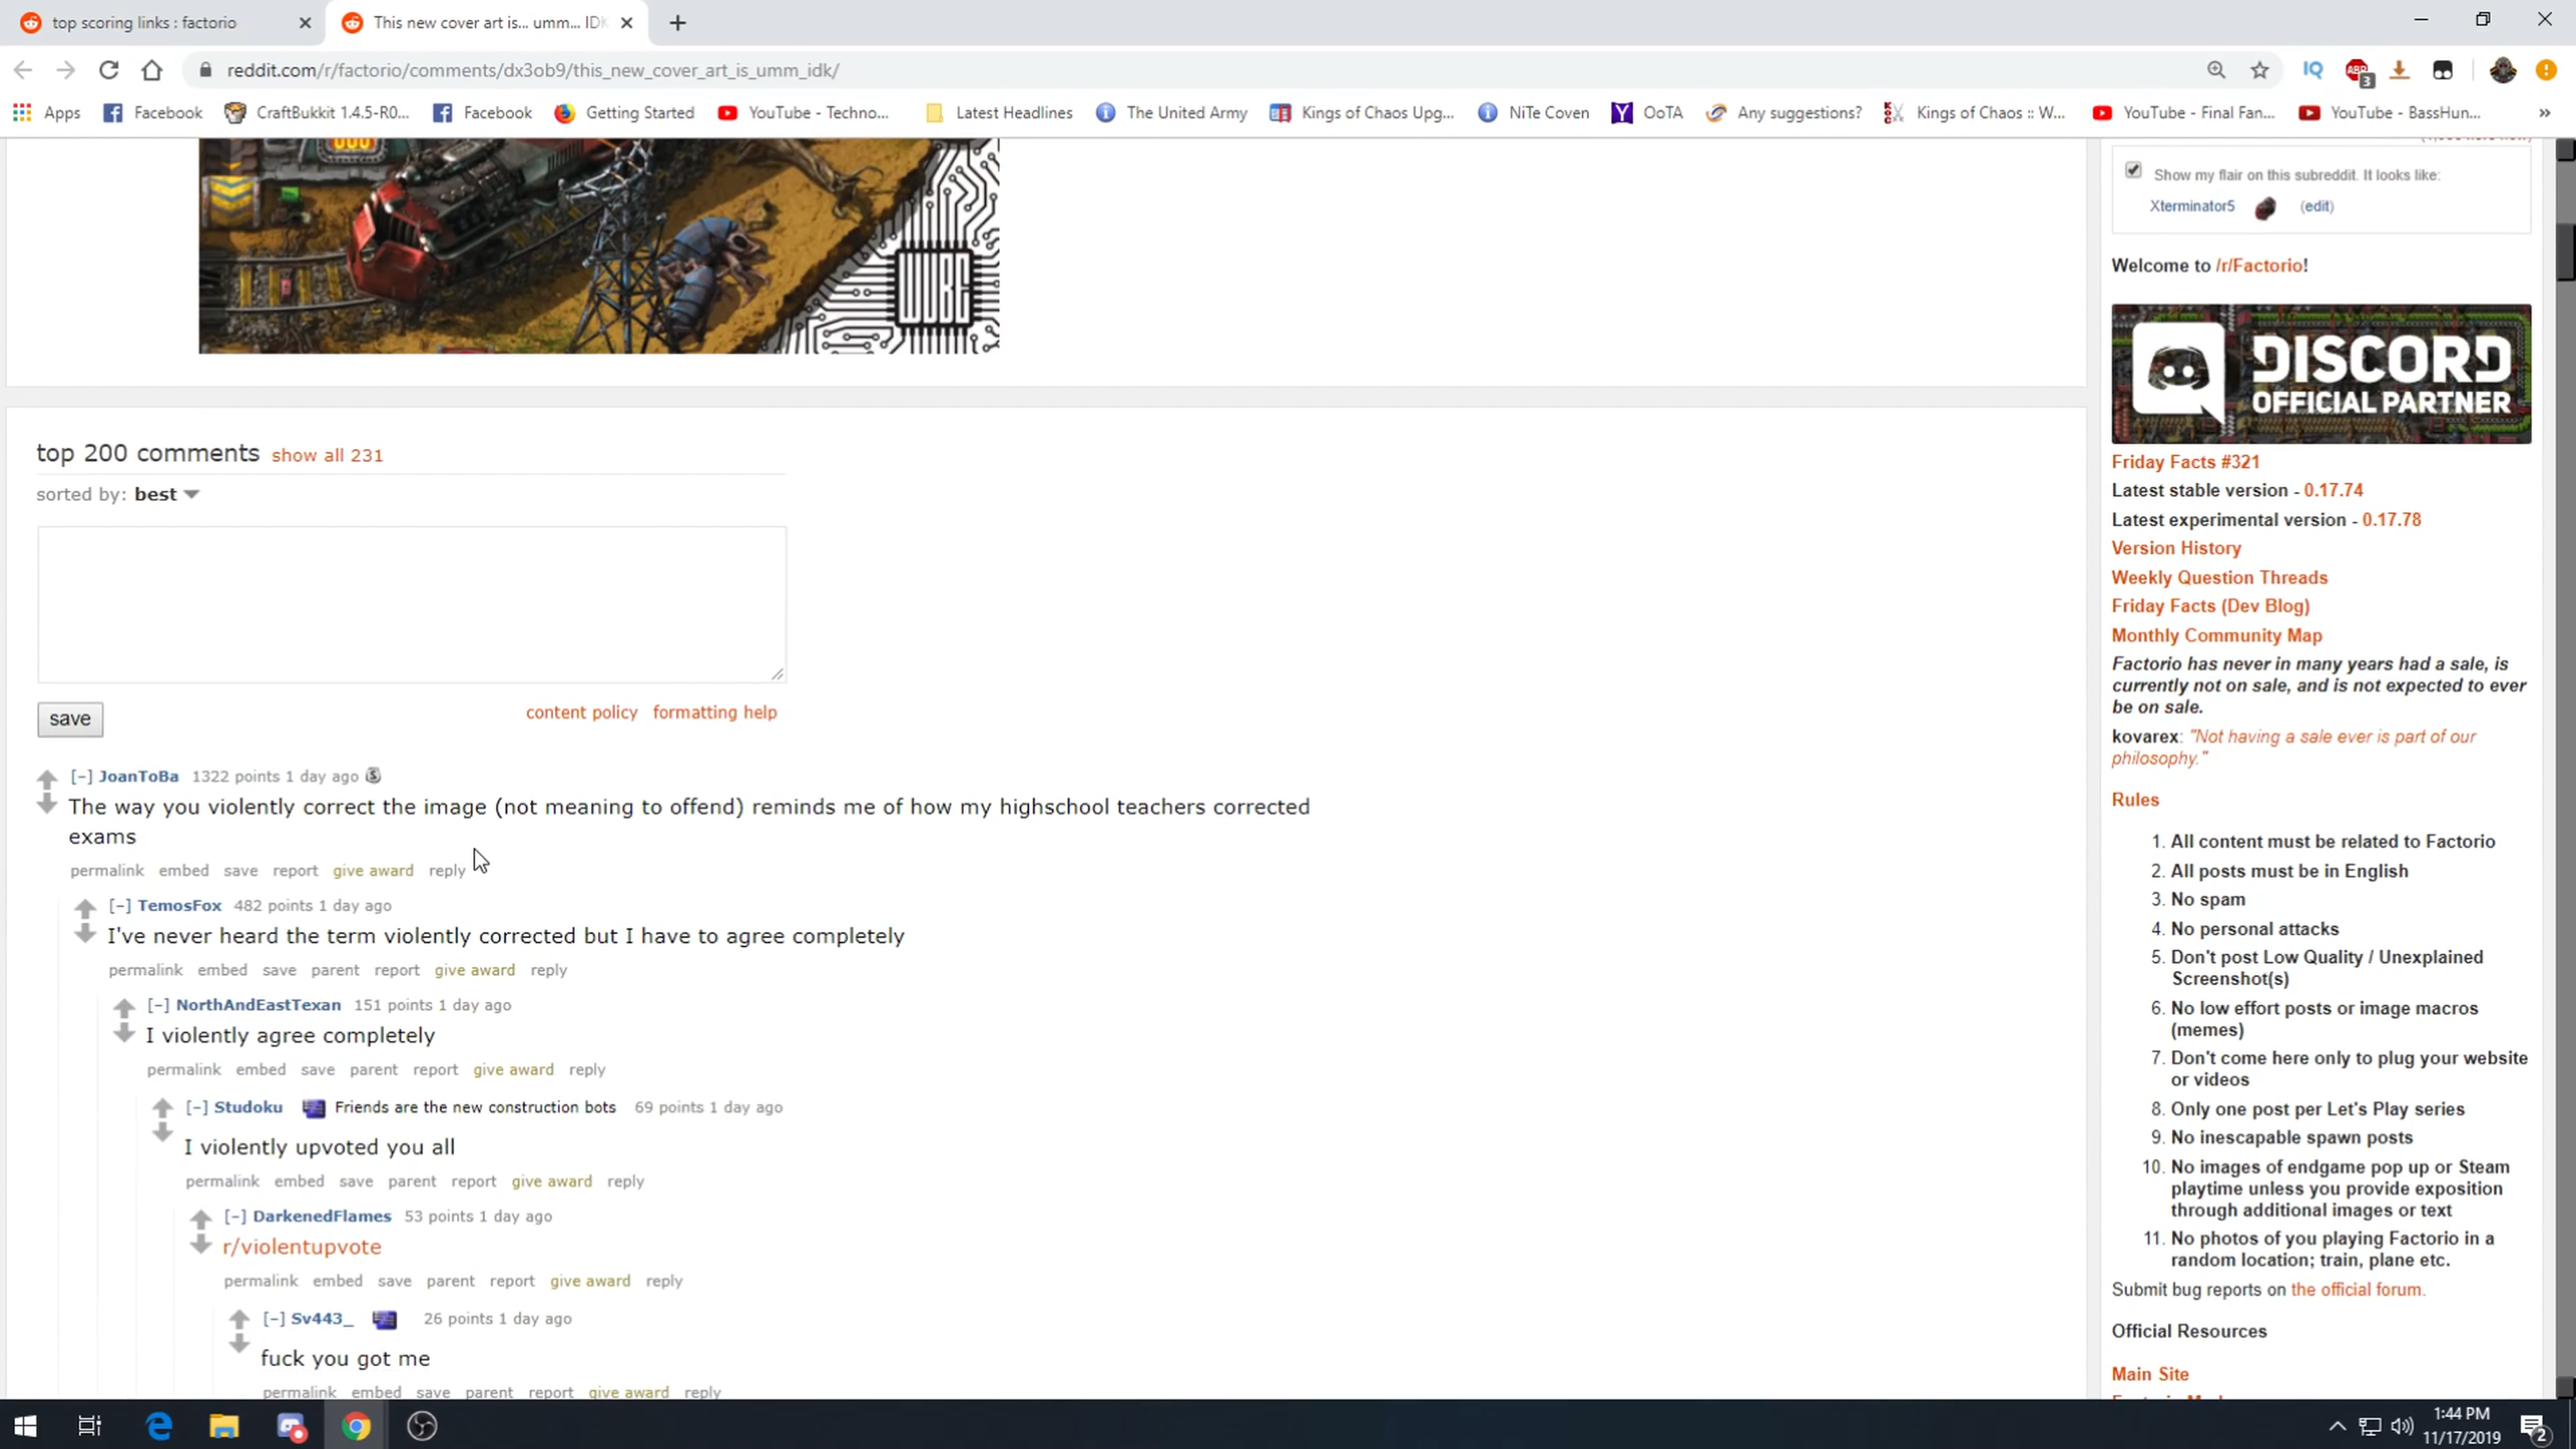 top scoring links : factorio
This new cover art is... umm... IDK
reddit.com/r/factorio/comments/dx3ob9/this_new_cover_art_is_umm_idk/
IQ
ABP
3
Apps
Facebook
CraftBukkit 1.4.5-R0...
Facebook
Getting Started
YouTube - Techno...
Latest Headlines
The United Army
Kings of Chaos Upg...
NiTe Coven
OoTA
Any suggestions?
Kings of Chaos :: W...
YouTube - Final Fan...
YouTube - BassHun...
»
top 200 comments show all 231
sorted by: best
save
content policy formatting help
[-] JoanToBa 1322 points 1 day ago
The way you violently correct the image (not meaning to offend) reminds me of how my highschool teachers corrected
exams
permalink embed save report give award reply
[-] TemosFox 482 points 1 day ago
I've never heard the term violently corrected but I have to agree completely
permalink embed save parent report give award reply
[-] NorthAndEastTexan 151 points 1 day ago
I violently agree completely
permalink embed save parent report give award reply
[-] Studoku Friends are the new construction bots 69 points 1 day ago
I violently upvoted you all
permalink embed save parent report give award reply
[-] DarkenedFlames 53 points 1 day ago
r/violentupvote
permalink embed save parent report give award reply
[-] Sv443_ 26 points 1 day ago
fuck you got me
permalink embed save parent report give award reply
Show my flair on this subreddit. It looks like:
Xterminator5 (edit)
Welcome to /r/Factorio!
DISCORD
OFFICIAL PARTNER
Friday Facts #321
Latest stable version - 0.17.74
Latest experimental version - 0.17.78
Version History
Weekly Question Threads
Friday Facts (Dev Blog)
Monthly Community Map
Factorio has never in many years had a sale, is
currently not on sale, and is not expected to ever
be on sale.
kovarex: "Not having a sale ever is part of our
philosophy."
Rules
1. All content must be related to Factorio
2. All posts must be in English
3. No spam
4. No personal attacks
5. Don't post Low Quality / Unexplained
Screenshot(s)
6. No low effort posts or image macros
(memes)
7. Don't come here only to plug your website
or videos
8. Only one post per Let's Play series
9. No inescapable spawn posts
10. No images of endgame pop up or Steam
playtime unless you provide exposition
through additional images or text
11. No photos of you playing Factorio in a
random location; train, plane etc.
Submit bug reports on the official forum.
Official Resources
Main Site
1:44 PM
11/17/2019
2